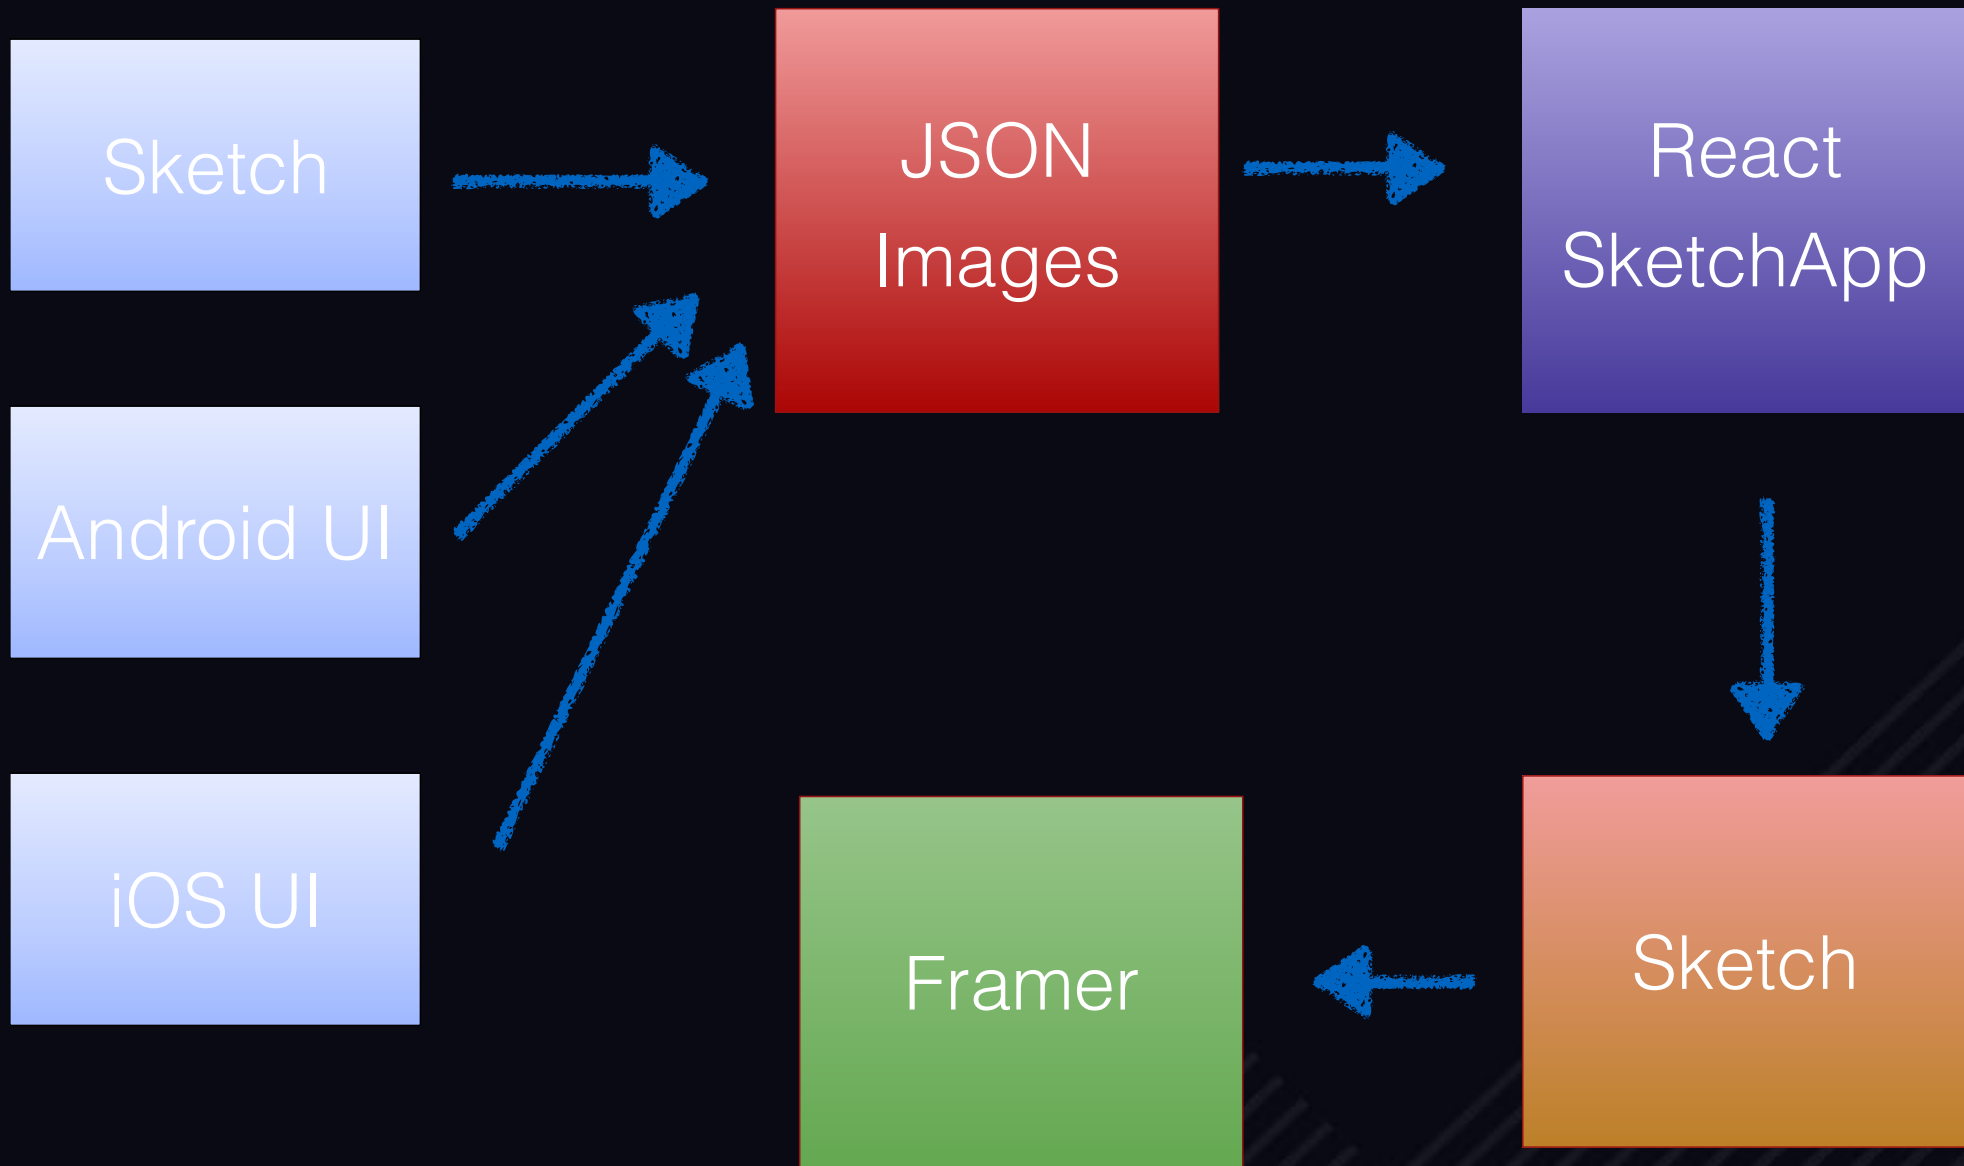 Sketch
JSON
Images
React
SketchApp
Android UI
iOS UI
Framer
Sketch